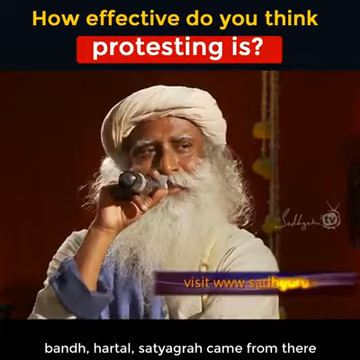 How effective do you think
protesting is?
Sadhguru tv
visit www.sadhguru
bandh, hartal, satyagrah came from there